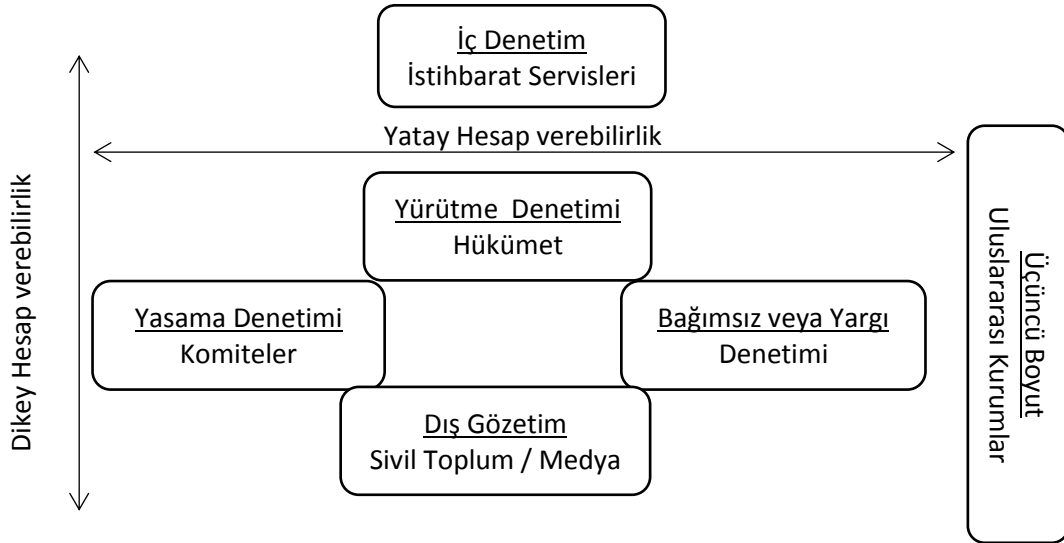 İç Denetim
İstihbarat Servisleri
Yatay Hesap verebilirlik
Dikey Hesap verebilirlik
Yürütme Denetimi
Hükümet
Yasama Denetimi
Komiteler
Bağımsız veya Yargı
Denetimi
Dış Gözetim
Sivil Toplum / Medya
Üçüncü Boyut
Uluslararası Kurumlar